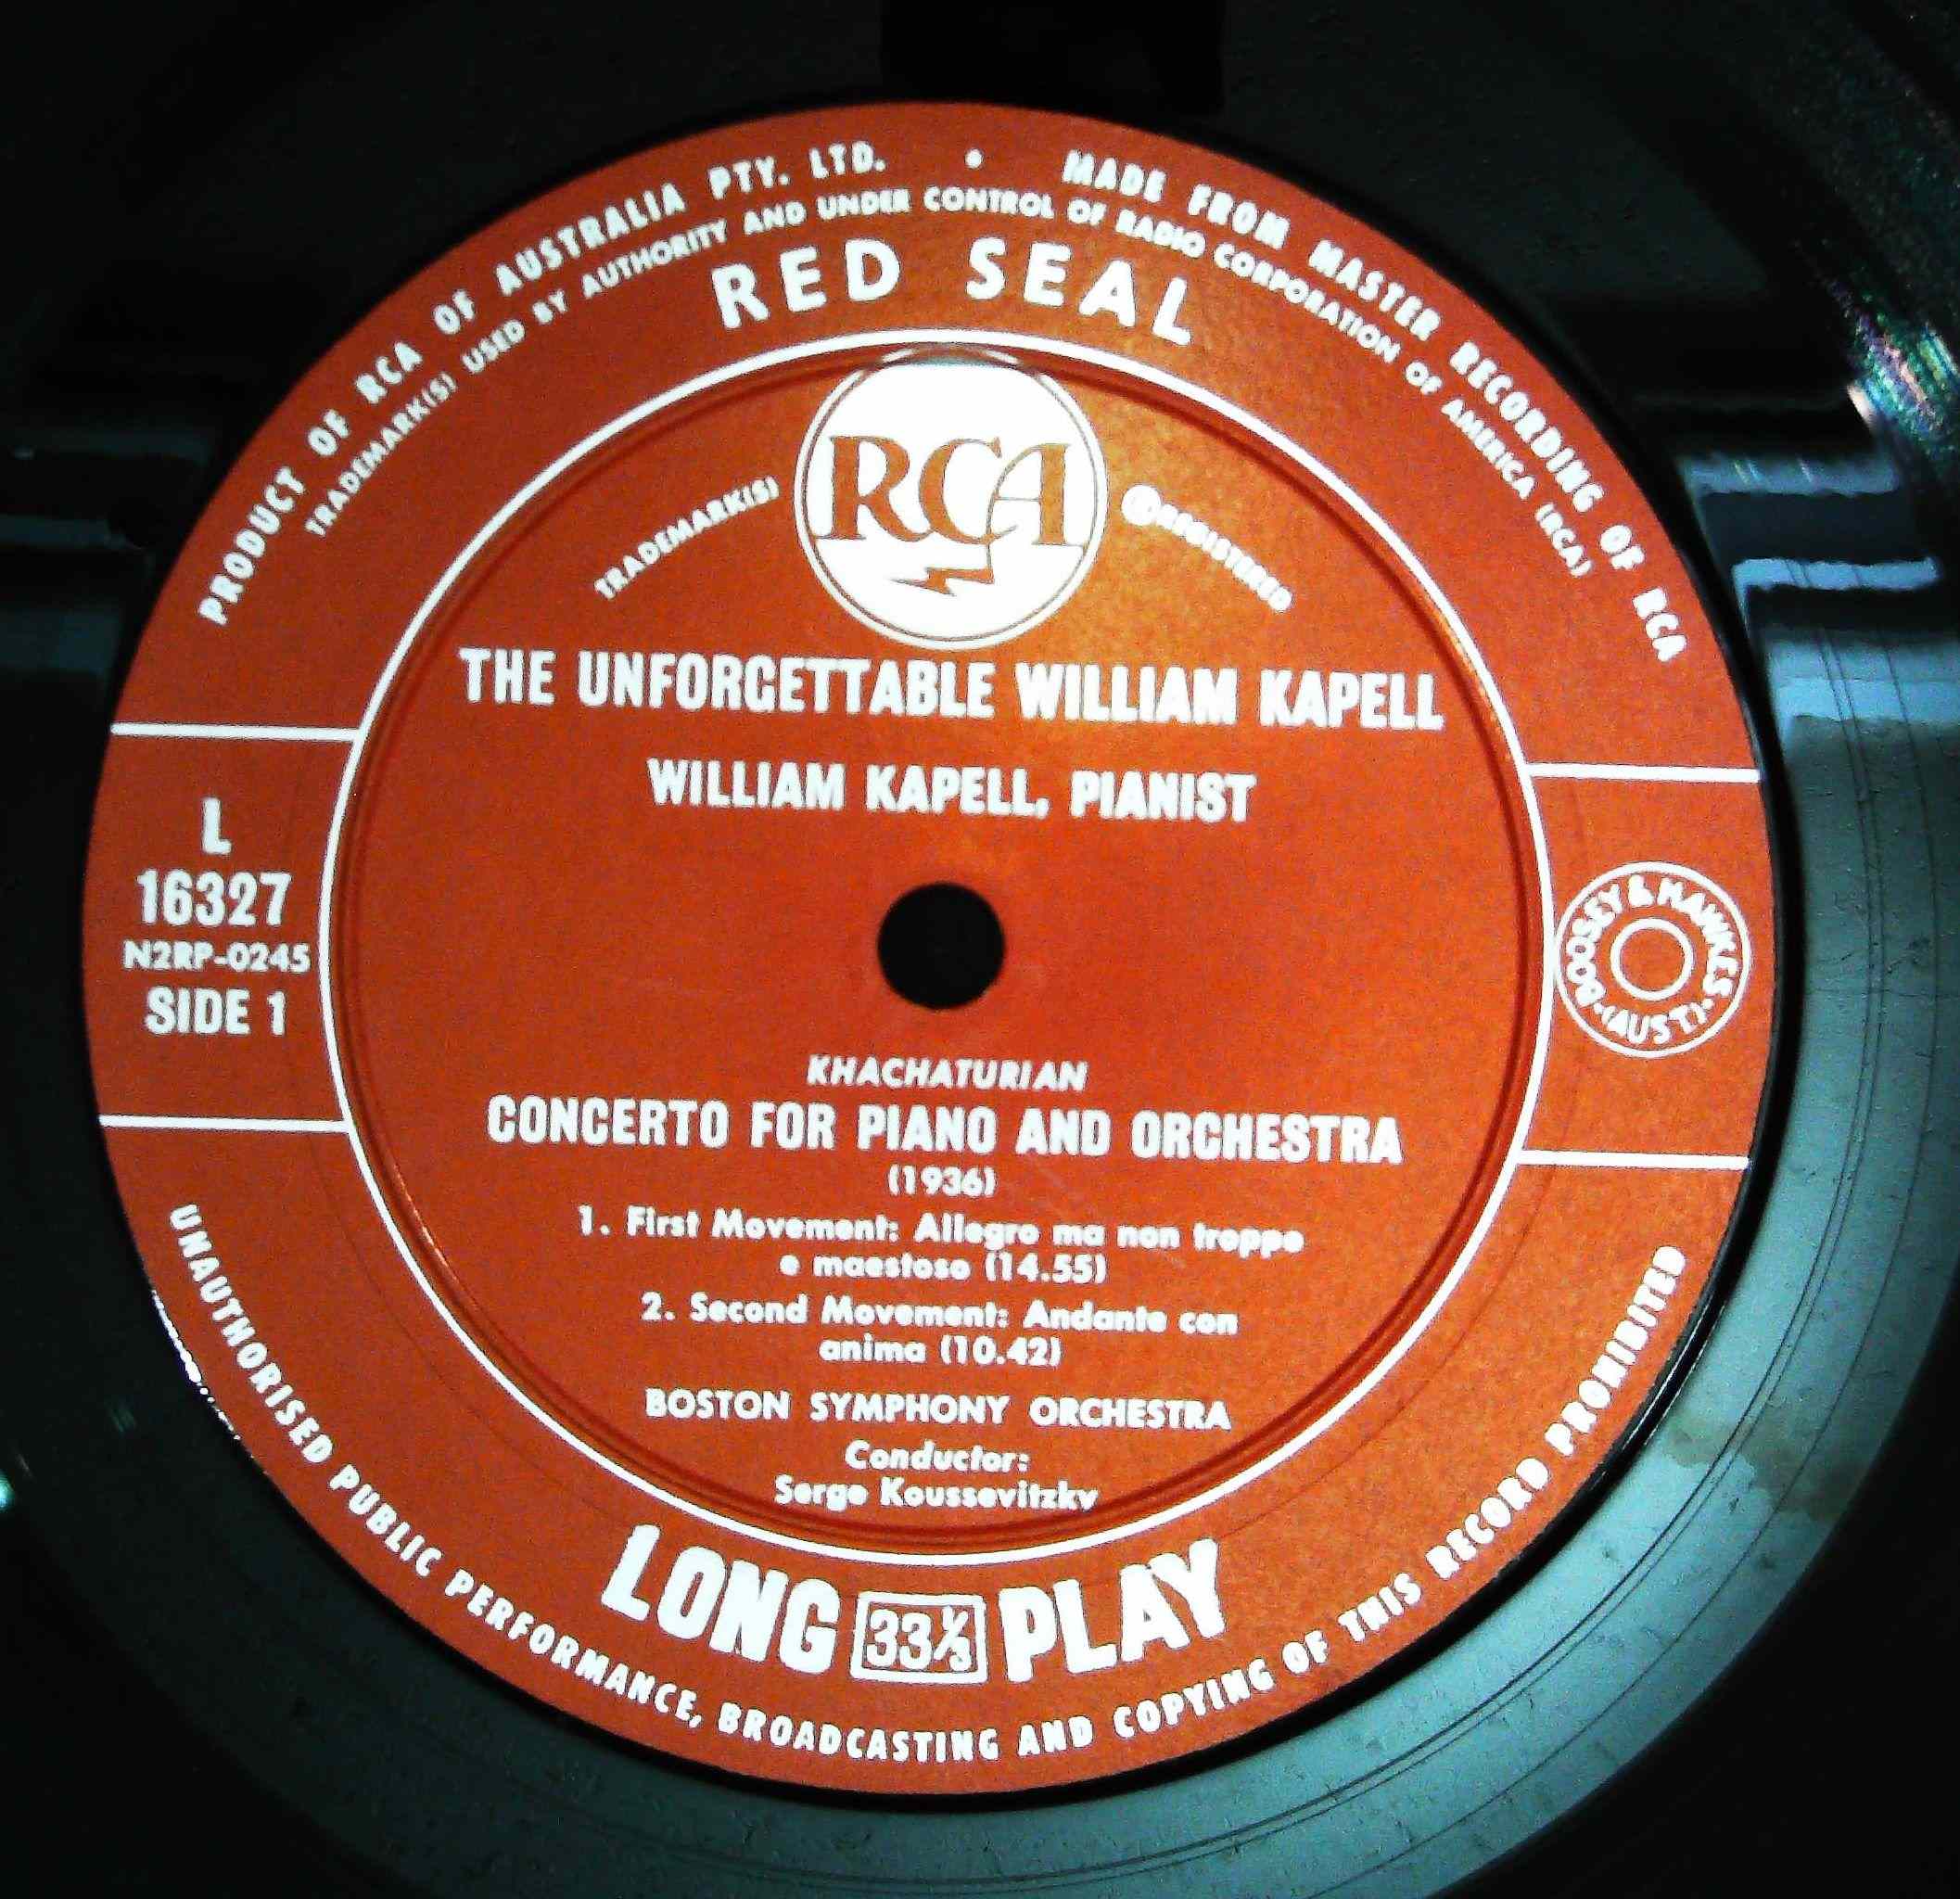 PRODUCT OF RCA OF AUSTRALIA PTY. LTD. • MADE FROM MASTER RECORDING OF RCA
TRADEMARK(S) USED BY AUTHORITY AND UNDER CONTROL OF RADIO CORPORATION OF AMERICA (RCA)
RED SEAL
RCA
TRADEMARK(S) ® REGISTERED
THE UNFORGETTABLE WILLIAM KAPELL
WILLIAM KAPELL, PIANIST
L
16327
N2RP-0245
SIDE 1
BOOSEY & HAWKES
(AUST)
KHACHATURIAN
CONCERTO FOR PIANO AND ORCHESTRA
(1936)
1. First Movement: Allegro ma non troppo
e maestoso (14.55)
2. Second Movement: Andante con
anima (10.42)
BOSTON SYMPHONY ORCHESTRA
Conductor:
Serge Koussevitzky
LONG 33⅓ PLAY
UNAUTHORISED PUBLIC PERFORMANCE, BROADCASTING AND COPYING OF THIS RECORD PROHIBITED